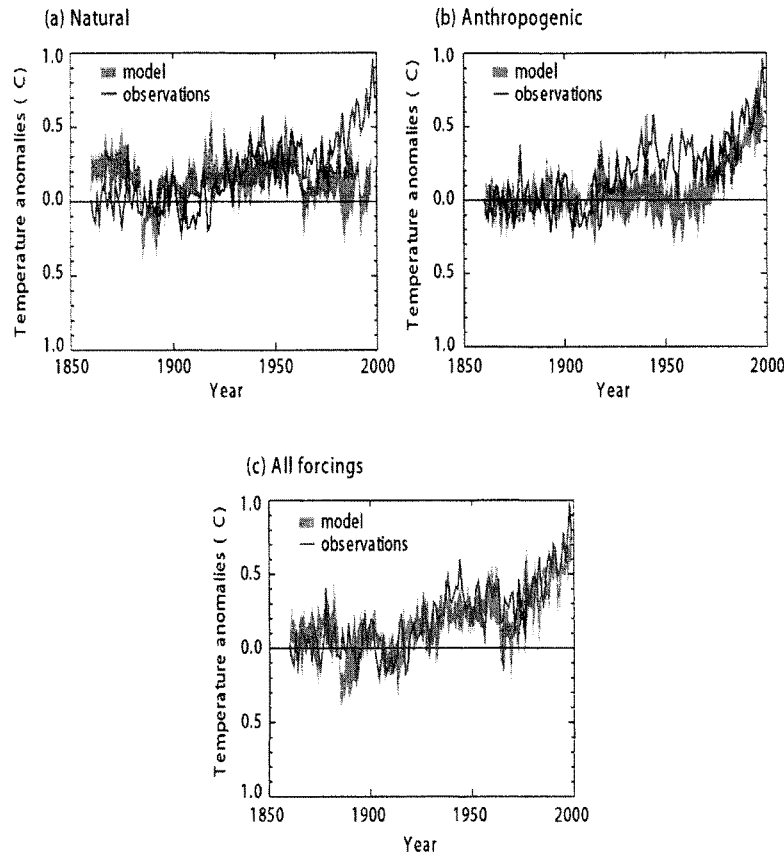 (a) Natural
Temperature anomalies ( C)
1.0
0.5
0.0
0.5
1.0
model
observations
1850
1900
1950
2000
Year
(b) Anthropogenic
Temperature anomalies ( C)
1.0
0.5
0.0
0.5
1.0
model
observations
1850
1900
1950
2000
Year
(c) All forcings
Temperature anomalies ( C)
1.0
0.5
0.0
0.5
1.0
model
observations
1850
1900
1950
2000
Year